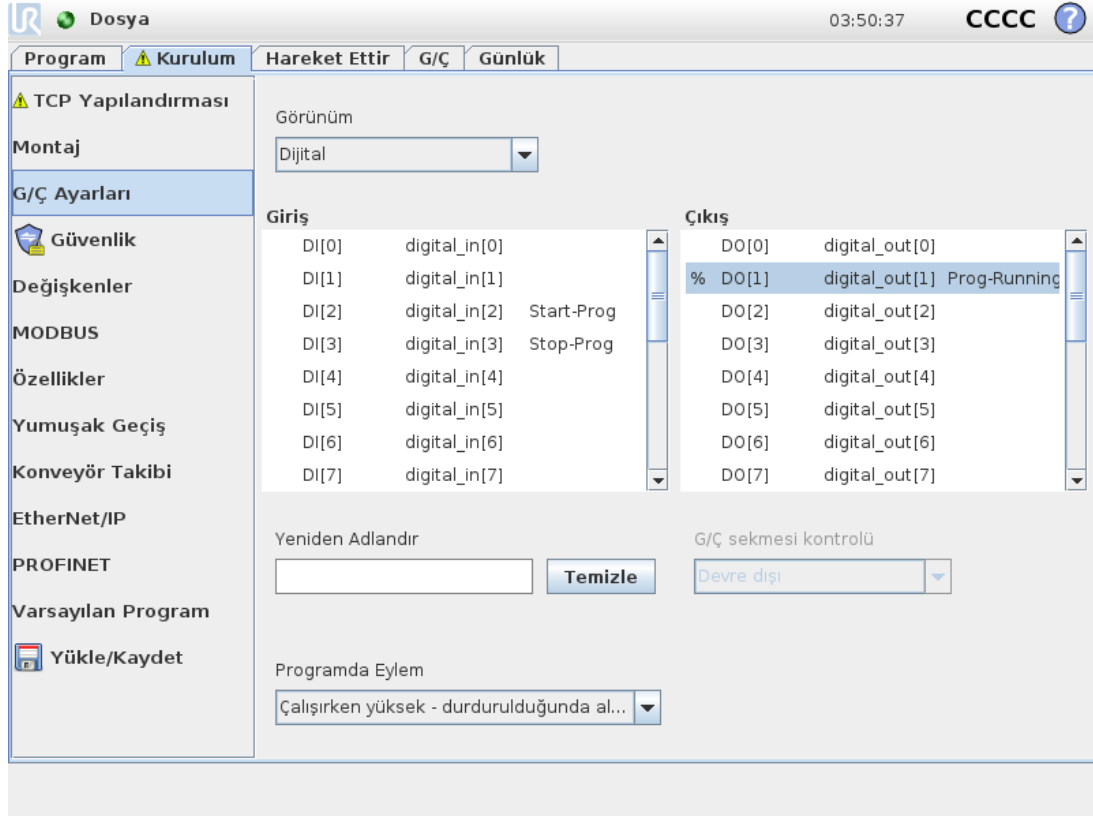 UR Dosya 03:50:37 CCCC ?
Program Kurulum Hareket Ettir G/Ç Günlük
TCP Yapılandırması
Montaj
G/Ç Ayarları
Güvenlik
Değişkenler
MODBUS
Özellikler
Yumuşak Geçiş
Konveyör Takibi
EtherNet/IP
PROFINET
Varsayılan Program
Yükle/Kaydet
Görünüm
Dijital
Giriş
DI[0] digital_in[0]
DI[1] digital_in[1]
DI[2] digital_in[2] Start-Prog
DI[3] digital_in[3] Stop-Prog
DI[4] digital_in[4]
DI[5] digital_in[5]
DI[6] digital_in[6]
DI[7] digital_in[7]
Çıkış
DO[0] digital_out[0]
% DO[1] digital_out[1] Prog-Running
DO[2] digital_out[2]
DO[3] digital_out[3]
DO[4] digital_out[4]
DO[5] digital_out[5]
DO[6] digital_out[6]
DO[7] digital_out[7]
Yeniden Adlandır
Temizle
G/Ç sekmesi kontrolü
Devre dışı
Programda Eylem
Çalışırken yüksek - durdurulduğunda al...